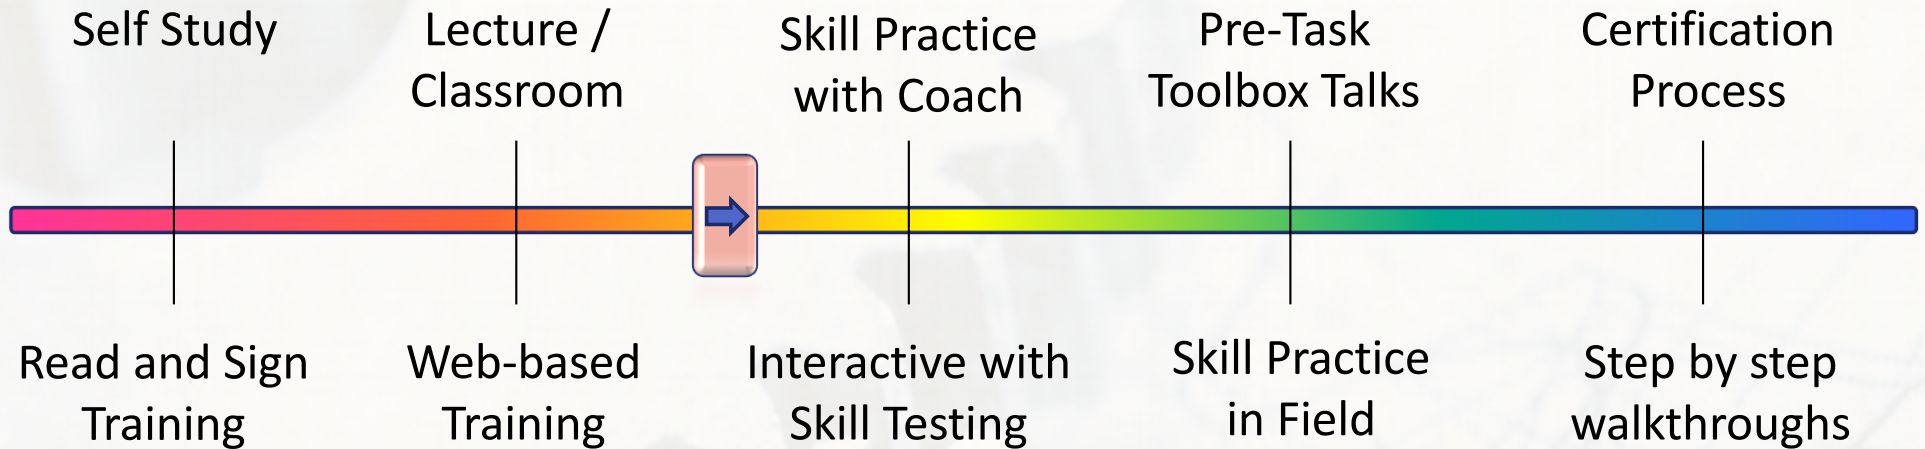 Self Study
Lecture /
Classroom
Skill Practice
with Coach
Pre-Task
Toolbox Talks
Certification
Process
Read and Sign
Training
Web-based
Training
Interactive with
Skill Testing
Skill Practice
in Field
Step by step
walkthroughs